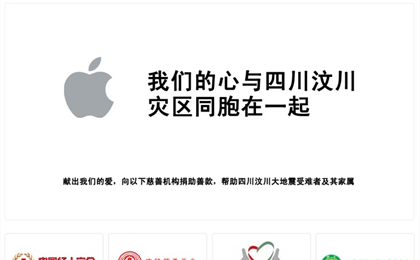 我们的心与四川汶川
灾区同胞在一起
献出我们的爱，向以下慈善机构捐助善款，帮助四川汶川大地震受难者及其家属